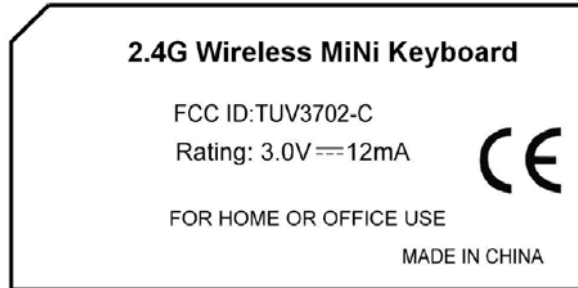 2.4G Wireless MiNi Keyboard
FCC ID:TUV3702-C
Rating: 3.0V⎓12mA
CE
FOR HOME OR OFFICE USE
MADE IN CHINA